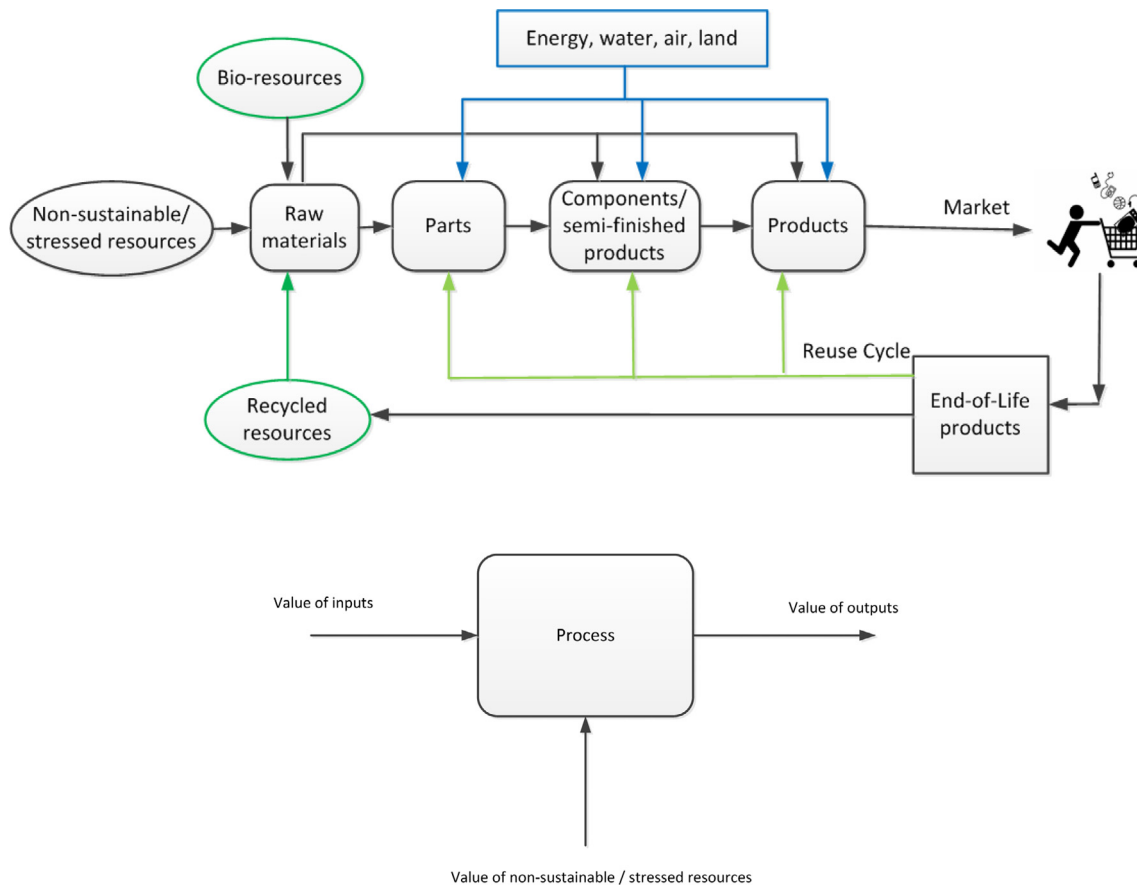 Energy, water, air, land
Bio-resources
Non-sustainable/
stressed resources
Raw
materials
Parts
Components/
semi-finished
products
Products
Market
Reuse Cycle
Recycled
resources
End-of-Life
products
Value of inputs
Process
Value of outputs
Value of non-sustainable / stressed resources